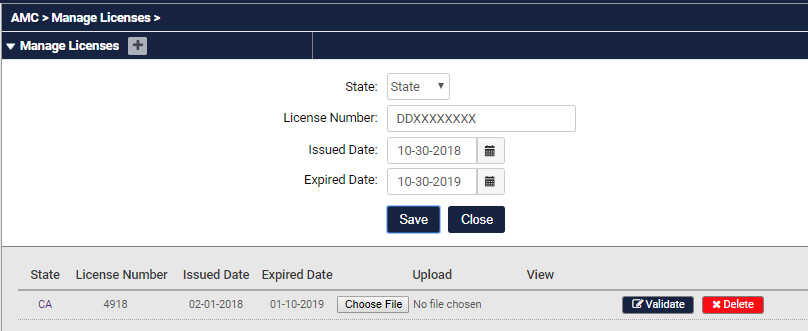 AMC > Manage Licenses >
Manage Licenses +
State: State
License Number: DDXXXXXXXX
Issued Date: 10-30-2018
Expired Date: 10-30-2019
Save Close
State License Number Issued Date Expired Date Upload View
CA 4918 02-01-2018 01-10-2019 Choose File No file chosen Validate Delete